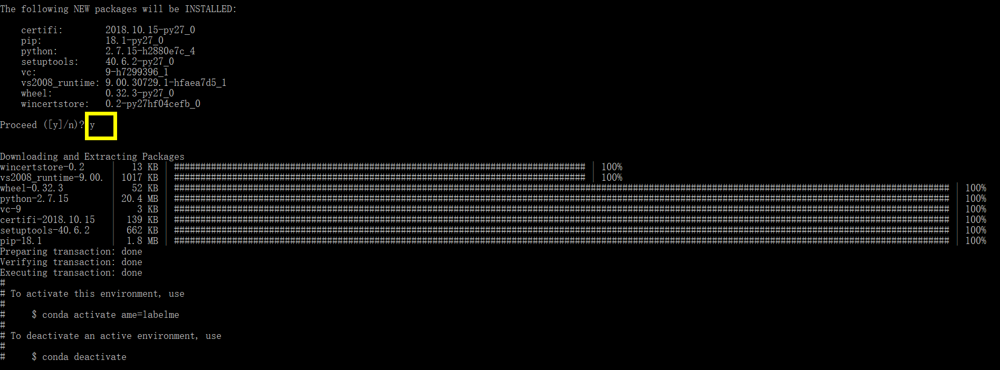 The following NEW packages will be INSTALLED:
certifi: 2018.10.15-py27_0
pip: 18.1-py27_0
python: 2.7.15-h2880e7c_4
setuptools: 40.6.2-py27_0
vc: 9-h7299396_1
vs2008_runtime: 9.00.30729.1-hfaea7d5_1
wheel: 0.32.3-py27_0
wincertstore: 0.2-py27hf04cefb_0
Proceed ([y]/n)? y
Downloading and Extracting Packages
wincertstore-0.2 | 13 KB | ############################################################################## | 100%
vs2008_runtime-9.00. | 1017 KB | ############################################################################## | 100%
wheel-0.32.3 | 52 KB | ################################################################################################################################################### | 100%
python-2.7.15 | 20.4 MB | ################################################################################################################################################### | 100%
vc-9 | 3 KB | ################################################################################################################################################### | 100%
certifi-2018.10.15 | 139 KB | ################################################################################################################################################### | 100%
setuptools-40.6.2 | 662 KB | ################################################################################################################################################### | 100%
pip-18.1 | 1.8 MB | ################################################################################################################################################### | 100%
Preparing transaction: done
Verifying transaction: done
Executing transaction: done
#
# To activate this environment, use
#
# $ conda activate ame=labelme
#
# To deactivate an active environment, use
#
# $ conda deactivate